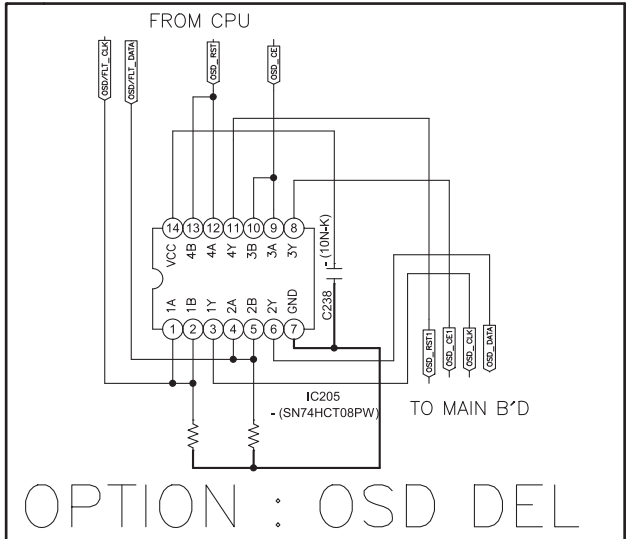 FROM CPU
OSD/FLT_CLK
OSD/FLT_DATA
OSD_RST
OSD_CE
14 13 12 11 10 9 8
VCC 4B 4A 4Y 3B 3A 3Y
1A 1B 1Y 2A 2B 2Y GND
1 2 3 4 5 6 7
- (10N-K)
C238
IC205
- (SN74HCT08PW)
OSD_RST1
OSD_CE1
OSD_CLK
OSD_DATA
TO MAIN B'D
OPTION : OSD DEL